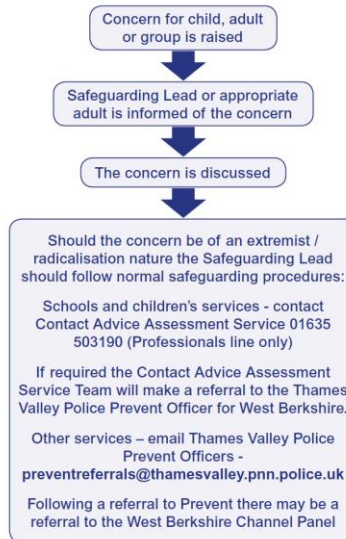 Concern for child, adult
or group is raised
Safeguarding Lead or appropriate
adult is informed of the concern
The concern is discussed
Should the concern be of an extremist /
radicalisation nature the Safeguarding Lead
should follow normal safeguarding procedures:
Schools and children's services - contact
Contact Advice Assessment Service 01635
503190 (Professionals line only)
If required the Contact Advice Assessment
Service Team will make a referral to the Thames
Valley Police Prevent Officer for West Berkshire.
Other services – email Thames Valley Police
Prevent Officers -
preventreferrals@thamesvalley.pnn.police.uk
Following a referral to Prevent there may be a
referral to the West Berkshire Channel Panel